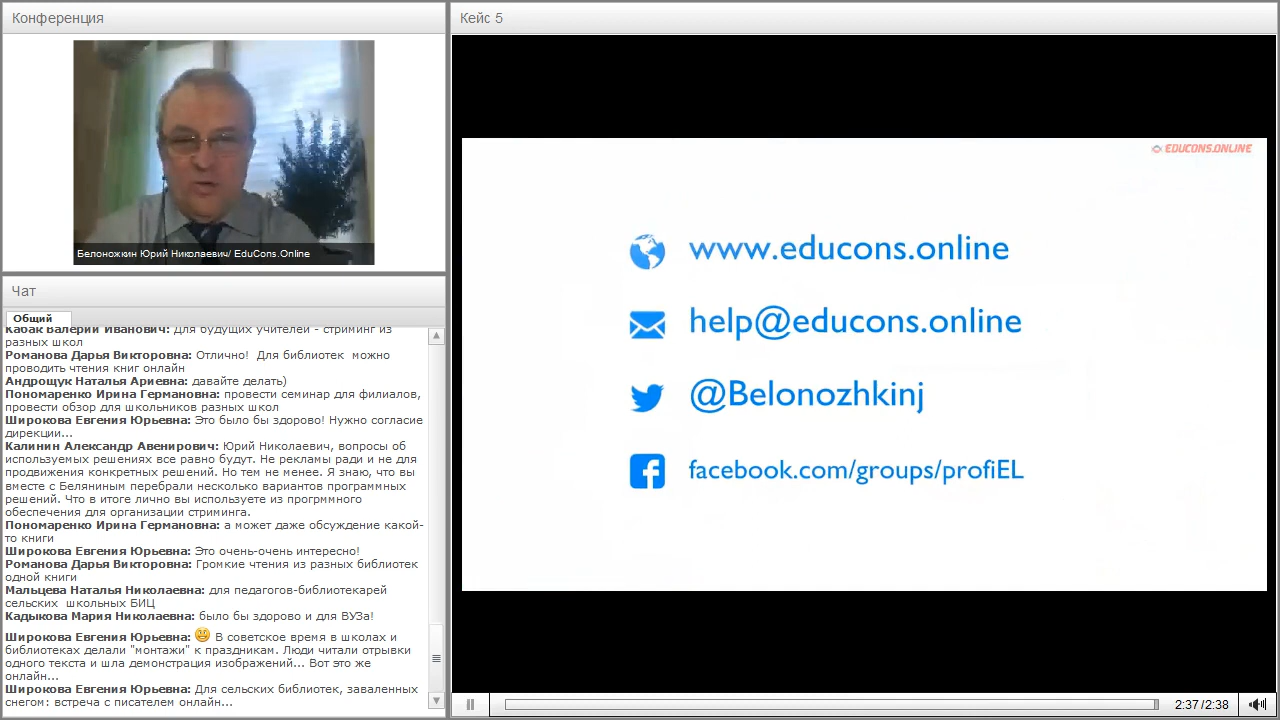 Конференция
Белоножкин Юрий Николаевич/ EduCons.Online
Чат
Общий
Кабак Валерий Иванович: Для будущих учителей - стриминг из
разных школ
Романова Дарья Викторовна: Отлично! Для библиотек можно
проводить чтения книг онлайн
Андрощук Наталья Ариевна: давайте делать)
Пономаренко Ирина Германовна: провести семинар для филиалов,
провести обзор для школьников разных школ
Широкова Евгения Юрьевна: Это было бы здорово! Нужно согласие
дирекции...
Калинин Александр Авенирович: Юрий Николаевич, вопросы об
используемых решениях все равно будут. Не рекламы ради и не для
продвижения конкретных решений. Но тем не менее. Я знаю, что вы
вместе с Беляниным перебрали несколько вариантов программных
решений. Что в итоге лично вы используете из прогрммного
обеспечения для организации стриминга.
Пономаренко Ирина Германовна: а может даже обсуждение какой-
то книги
Широкова Евгения Юрьевна: Это очень-очень интересно!
Романова Дарья Викторовна: Громкие чтения из разных библиотек
одной книги
Мальцева Наталья Николаевна: для педагогов-библиотекарей
сельских школьных БИЦ
Кадыкова Мария Николаевна: было бы здорово и для ВУЗа!
Широкова Евгения Юрьевна: В советское время в школах и
библиотеках делали "монтажи" к праздникам. Люди читали отрывки
одного текста и шла демонстрация изображений... Вот это же
онлайн...
Широкова Евгения Юрьевна: Для сельских библиотек, заваленных
снегом: встреча с писателем онлайн...
Кейс 5
EDUCONS.ONLINE
www.educons.online
help@educons.online
@Belonozhkinj
facebook.com/groups/profiEL
2:37/2:38